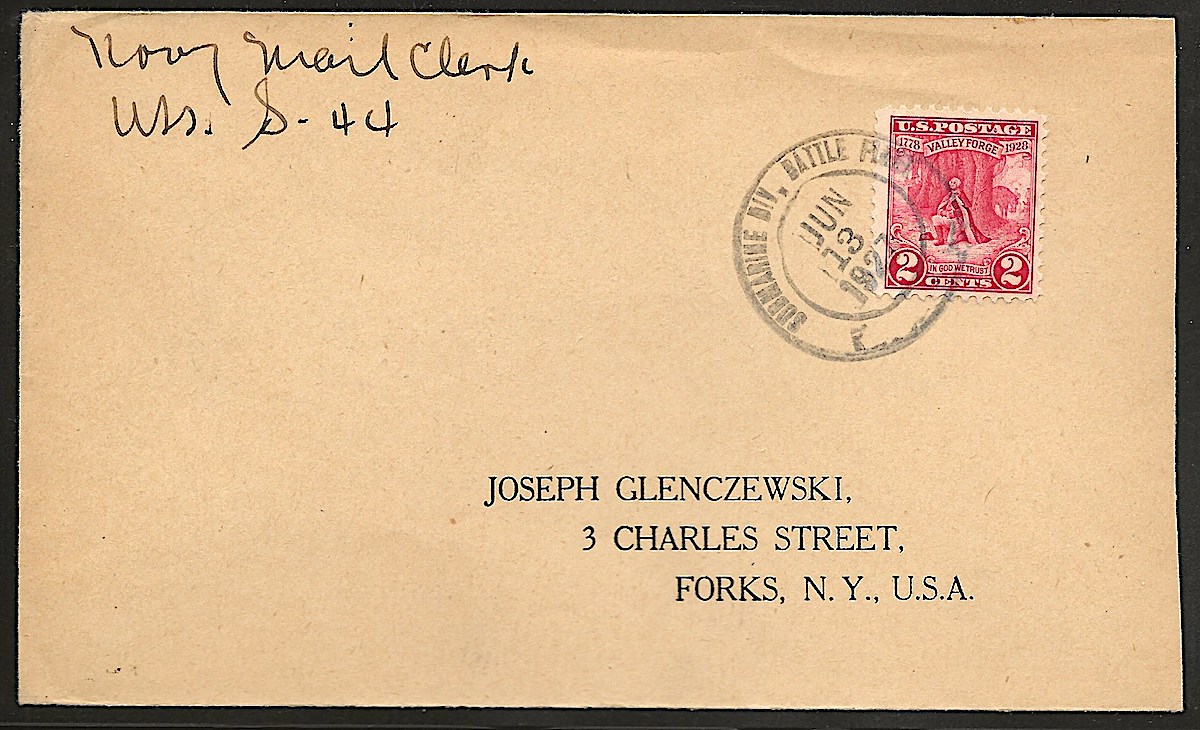 Navy Mail Clerk
USS. S-44
U.S. POSTAGE
1778 VALLEY FORGE 1928
IN GOD WE TRUST
2 CENTS 2
SUBMARINE DIV. BATTLE
JUN
13
JOSEPH GLENCZEWSKI,
3 CHARLES STREET,
FORKS, N. Y., U.S.A.